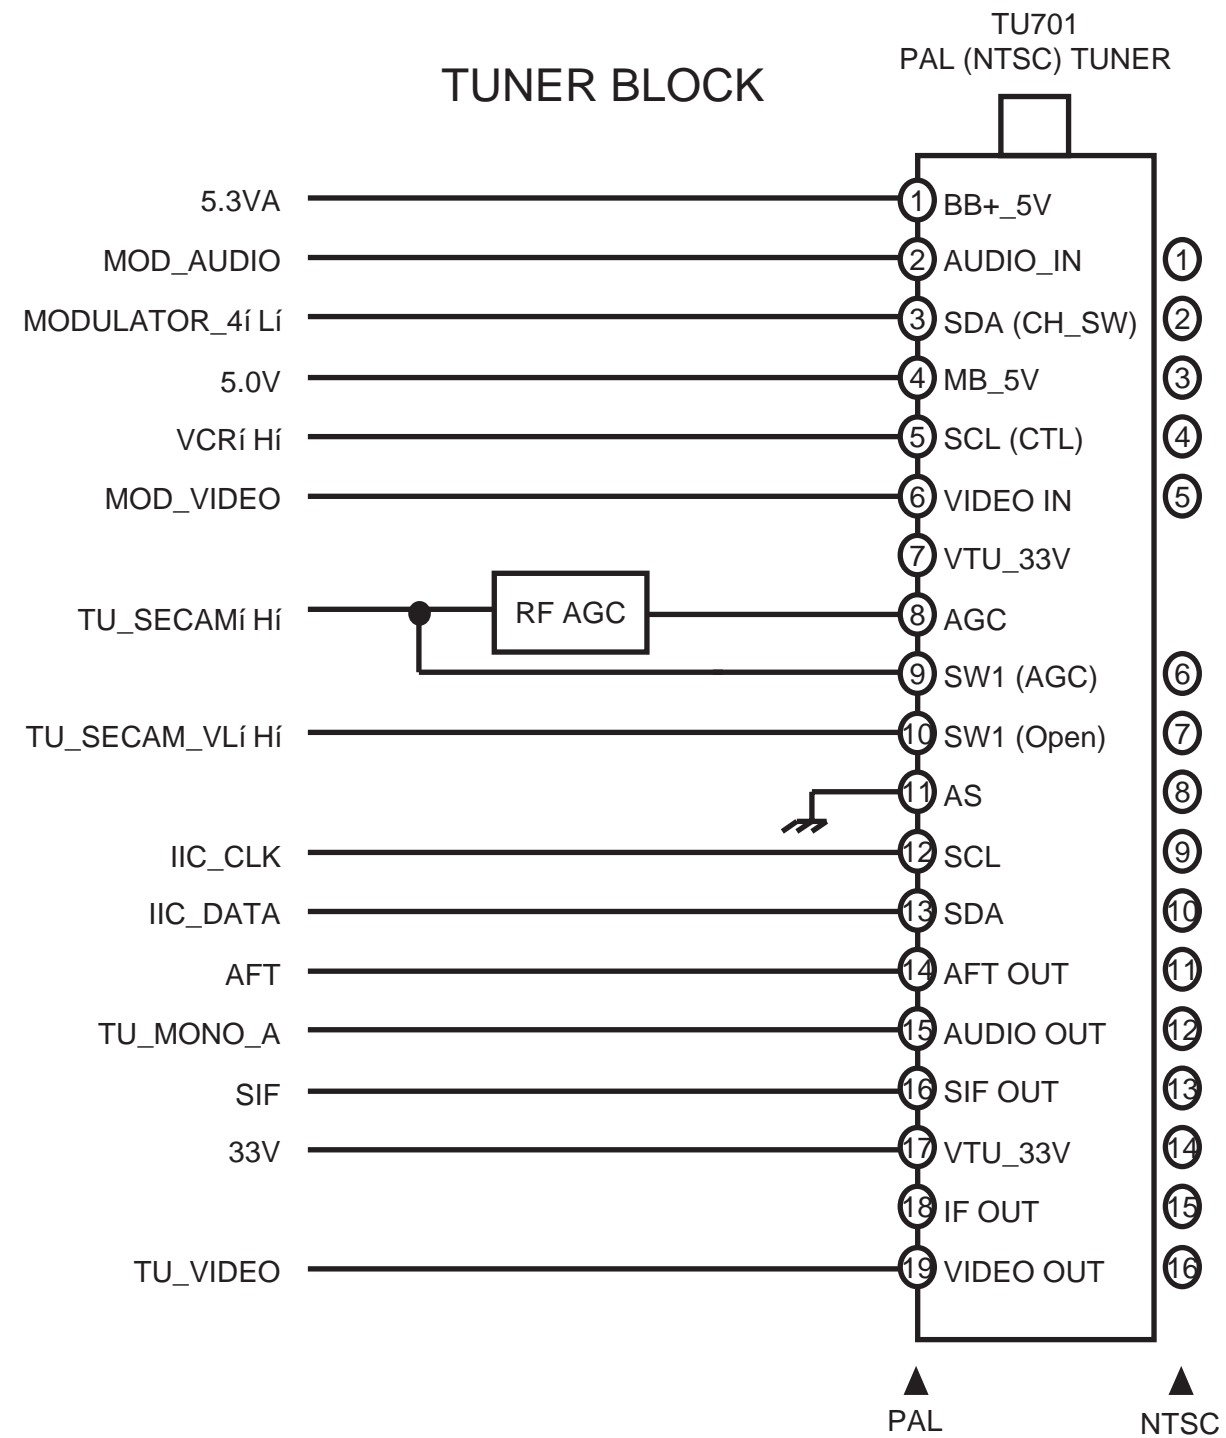 TU701
PAL (NTSC) TUNER
TUNER BLOCK
5.3VA 1 BB+_5V
MOD_AUDIO 2 AUDIO_IN 1
MODULATOR_4í Lí 3 SDA (CH_SW) 2
5.0V 4 MB_5V 3
VCRí Hí 5 SCL (CTL) 4
MOD_VIDEO 6 VIDEO IN 5
7 VTU_33V
TU_SECAMí Hí RF AGC 8 AGC
9 SW1 (AGC) 6
TU_SECAM_VLí Hí 10 SW1 (Open) 7
11 AS 8
IIC_CLK 12 SCL 9
IIC_DATA 13 SDA 10
AFT 14 AFT OUT 11
TU_MONO_A 15 AUDIO OUT 12
SIF 16 SIF OUT 13
33V 17 VTU_33V 14
18 IF OUT 15
TU_VIDEO 19 VIDEO OUT 16
PAL NTSC